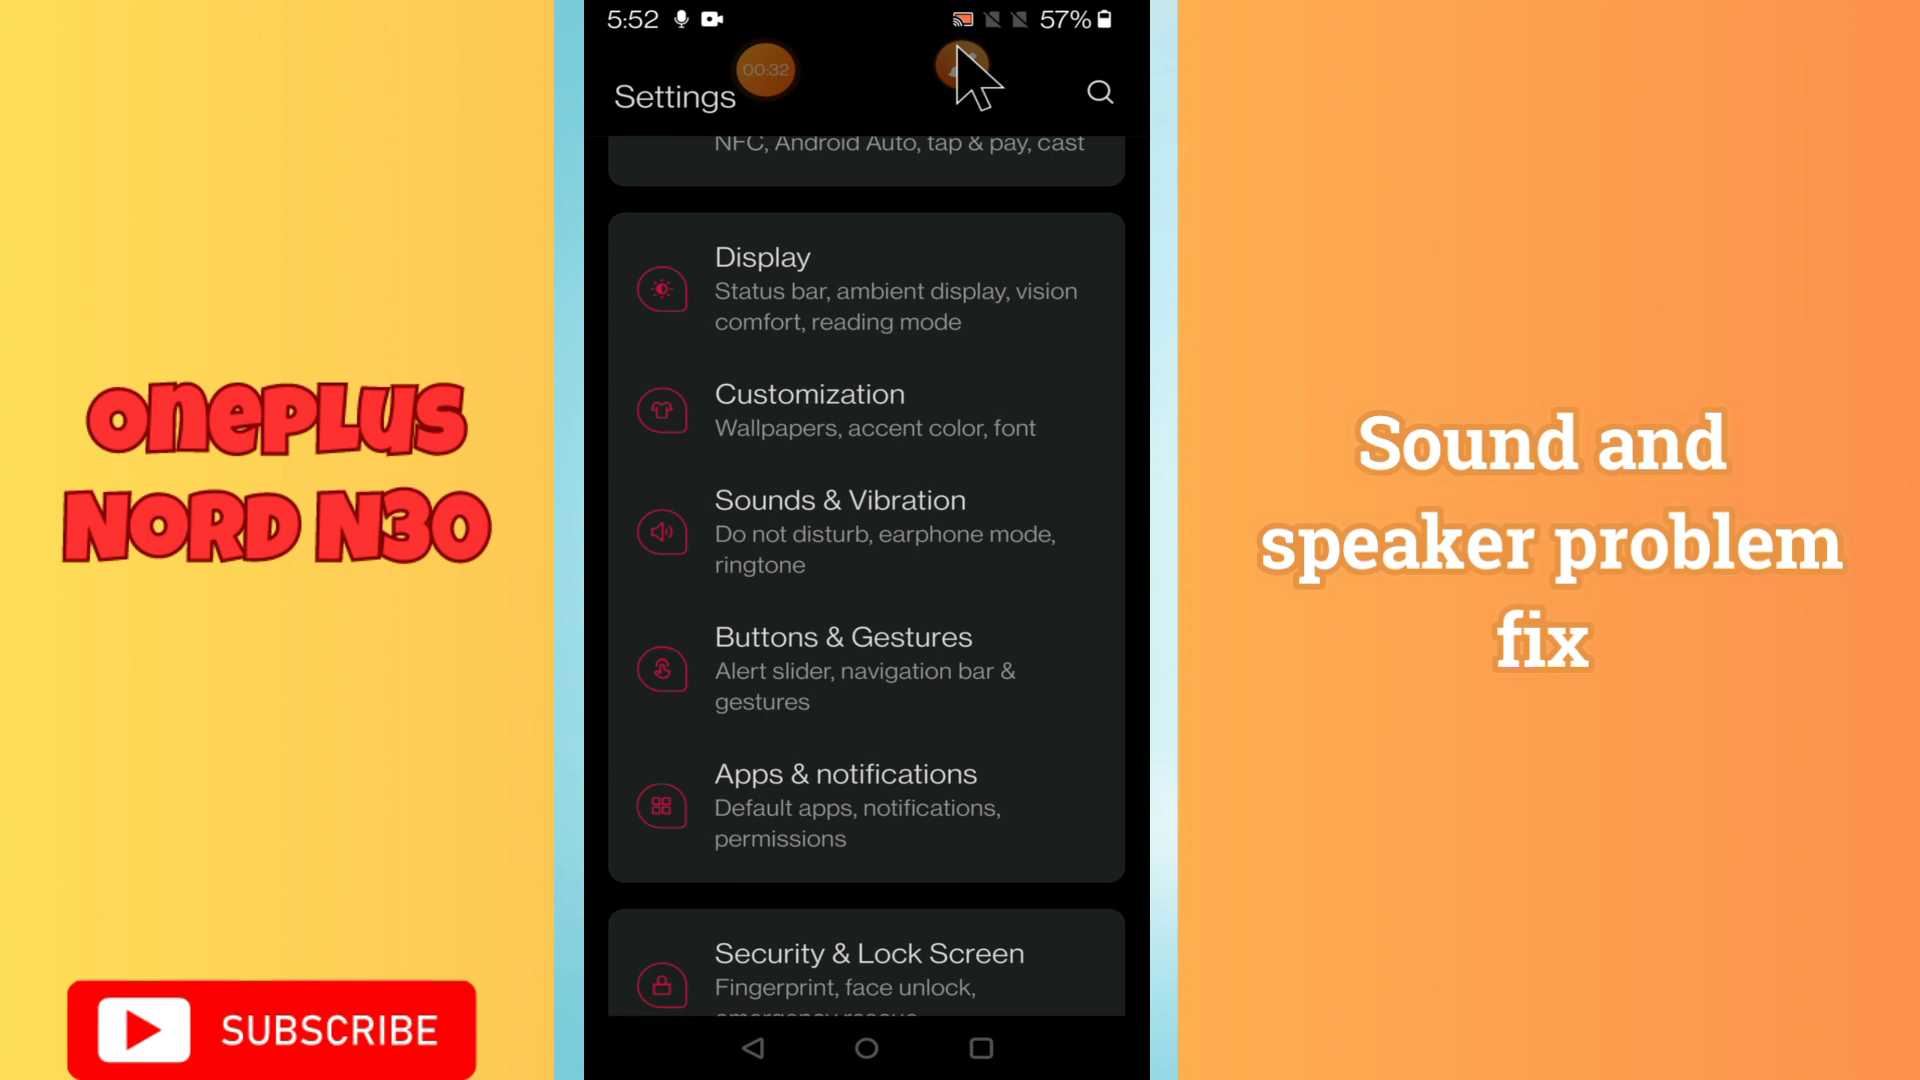 5:52
57%
00:32
Settings
NFC, Android Auto, tap & pay, cast
Display
Status bar, ambient display, vision
comfort, reading mode
Customization
Wallpapers, accent color, font
Sounds & Vibration
Do not disturb, earphone mode,
ringtone
Buttons & Gestures
Alert slider, navigation bar &
gestures
Apps & notifications
Default apps, notifications,
permissions
Security & Lock Screen
Fingerprint, face unlock,
emergency rescue
OnePlus
Nord N30
SUBSCRIBE
Sound and
speaker problem
fix